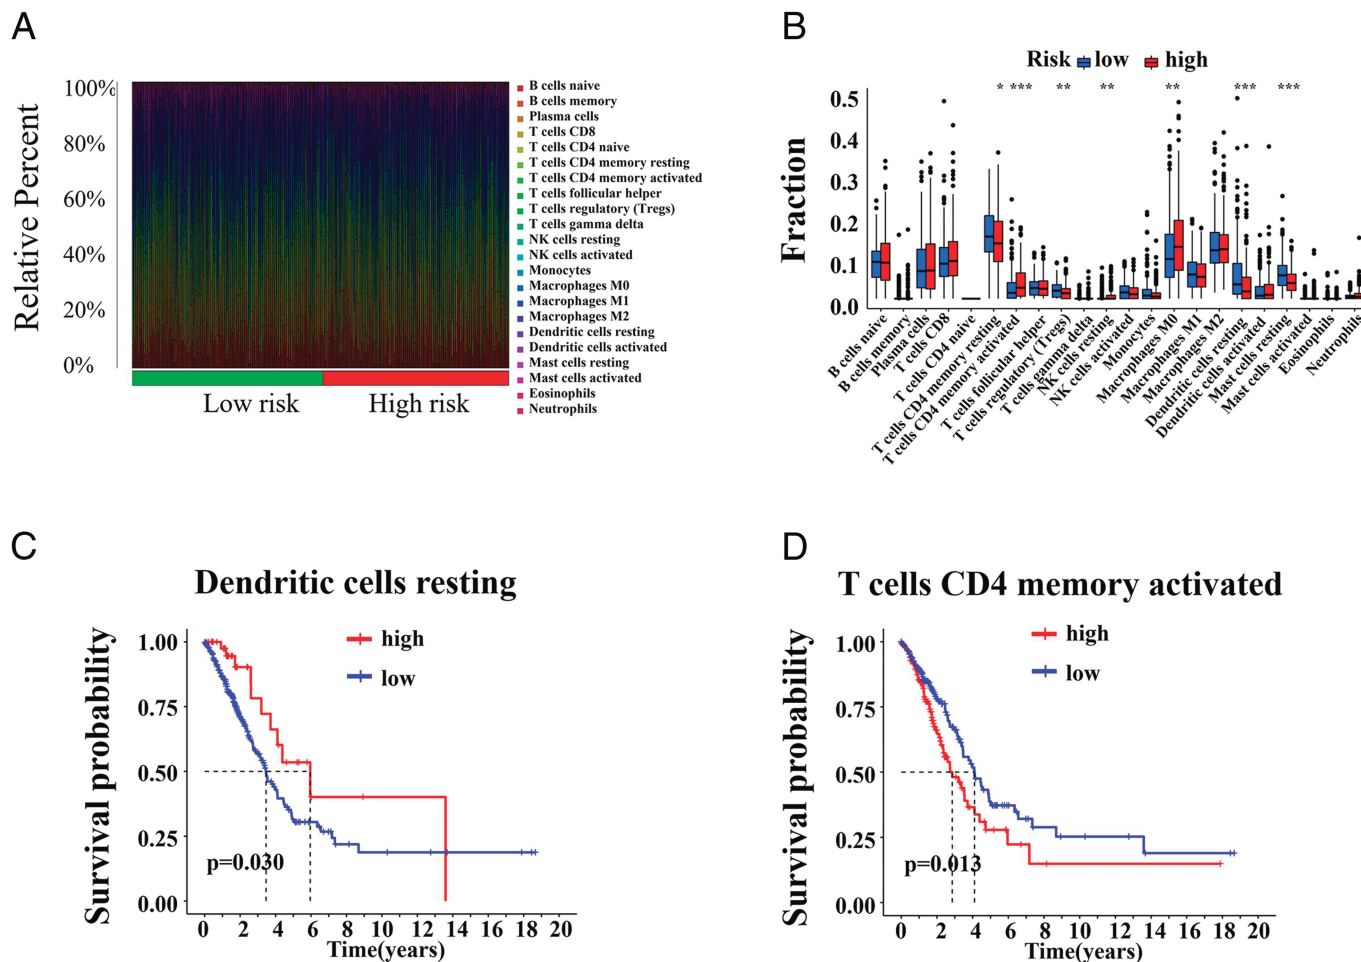 A
100%
80%
60%
40%
20%
0%
Relative Percent
Low risk
High risk
B cells naive
B cells memory
Plasma cells
T cells CD8
T cells CD4 naive
T cells CD4 memory resting
T cells CD4 memory activated
T cells follicular helper
T cells regulatory (Tregs)
T cells gamma delta
NK cells resting
NK cells activated
Monocytes
Macrophages M0
Macrophages M1
Macrophages M2
Dendritic cells resting
Dendritic cells activated
Mast cells resting
Mast cells activated
Eosinophils
Neutrophils
B
Risk low high
* *** ** ** ** *** ***
0.5
0.4
0.3
0.2
0.1
0.0
Fraction
B cells naive
B cells memory
Plasma cells
T cells CD8
T cells CD4 naive
T cells CD4 memory resting
T cells CD4 memory activated
T cells follicular helper
T cells regulatory (Tregs)
T cells gamma delta
NK cells resting
NK cells activated
Monocytes
Macrophages M0
Macrophages M1
Macrophages M2
Dendritic cells resting
Dendritic cells activated
Mast cells resting
Mast cells activated
Eosinophils
Neutrophils
C
Dendritic cells resting
high
low
1.00
0.75
0.50
0.25
0.00
Survival probability
p=0.030
0 2 4 6 8 10 12 14 16 18 20
Time(years)
D
T cells CD4 memory activated
high
low
1.00
0.75
0.50
0.25
0.00
Survival probability
p=0.013
0 2 4 6 8 10 12 14 16 18 20
Time(years)